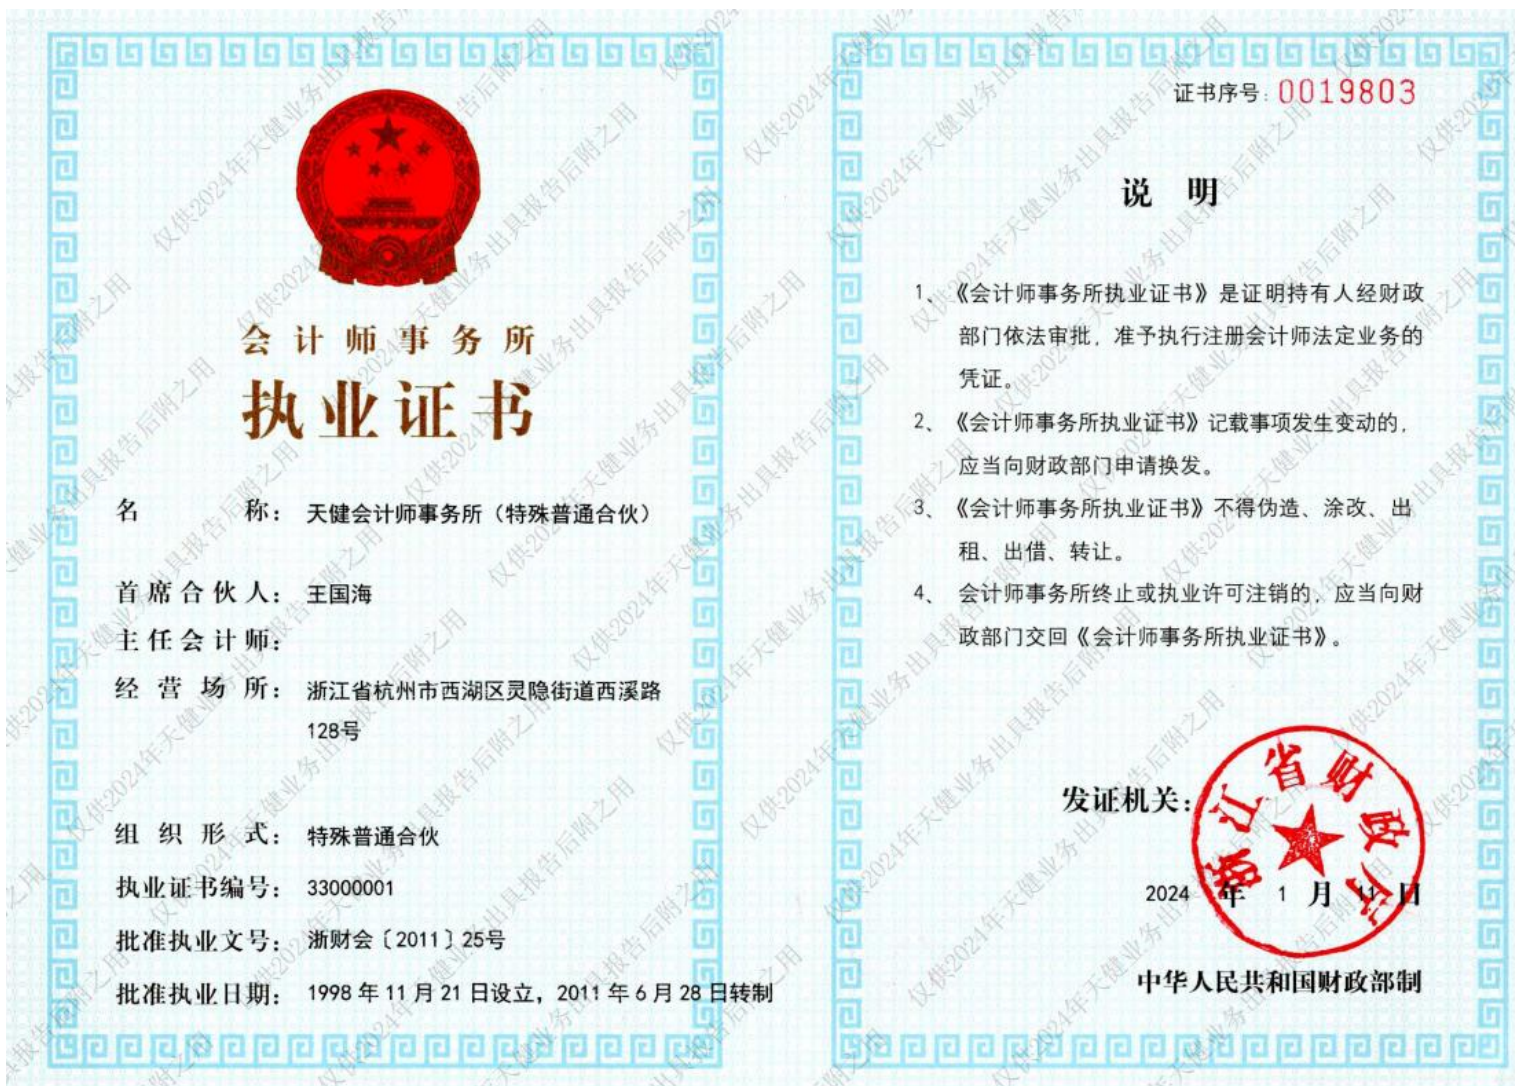 会计师事务所
执业证书
名称：天健会计师事务所（特殊普通合伙）
首席合伙人：王国海
主任会计师：
经营场所：浙江省杭州市西湖区灵隐街道西溪路
128号
组织形式：特殊普通合伙
执业证书编号：33000001
批准执业文号：浙财会〔2011〕25号
批准执业日期：1998年11月21日设立，2011年6月28日转制
证书序号：0019803
说明
1、《会计师事务所执业证书》是证明持有人经财政
部门依法审批，准予执行注册会计师法定业务的
凭证。
2、《会计师事务所执业证书》记载事项发生变动的，
应当向财政部门申请换发。
3、《会计师事务所执业证书》不得伪造、涂改、出
租、出借、转让。
4、会计师事务所终止或执业许可注销的，应当向财
政部门交回《会计师事务所执业证书》。
发证机关：
浙江省财政厅
2024年1月11日
中华人民共和国财政部制
仅供2024年天健业务出具报告后附之用